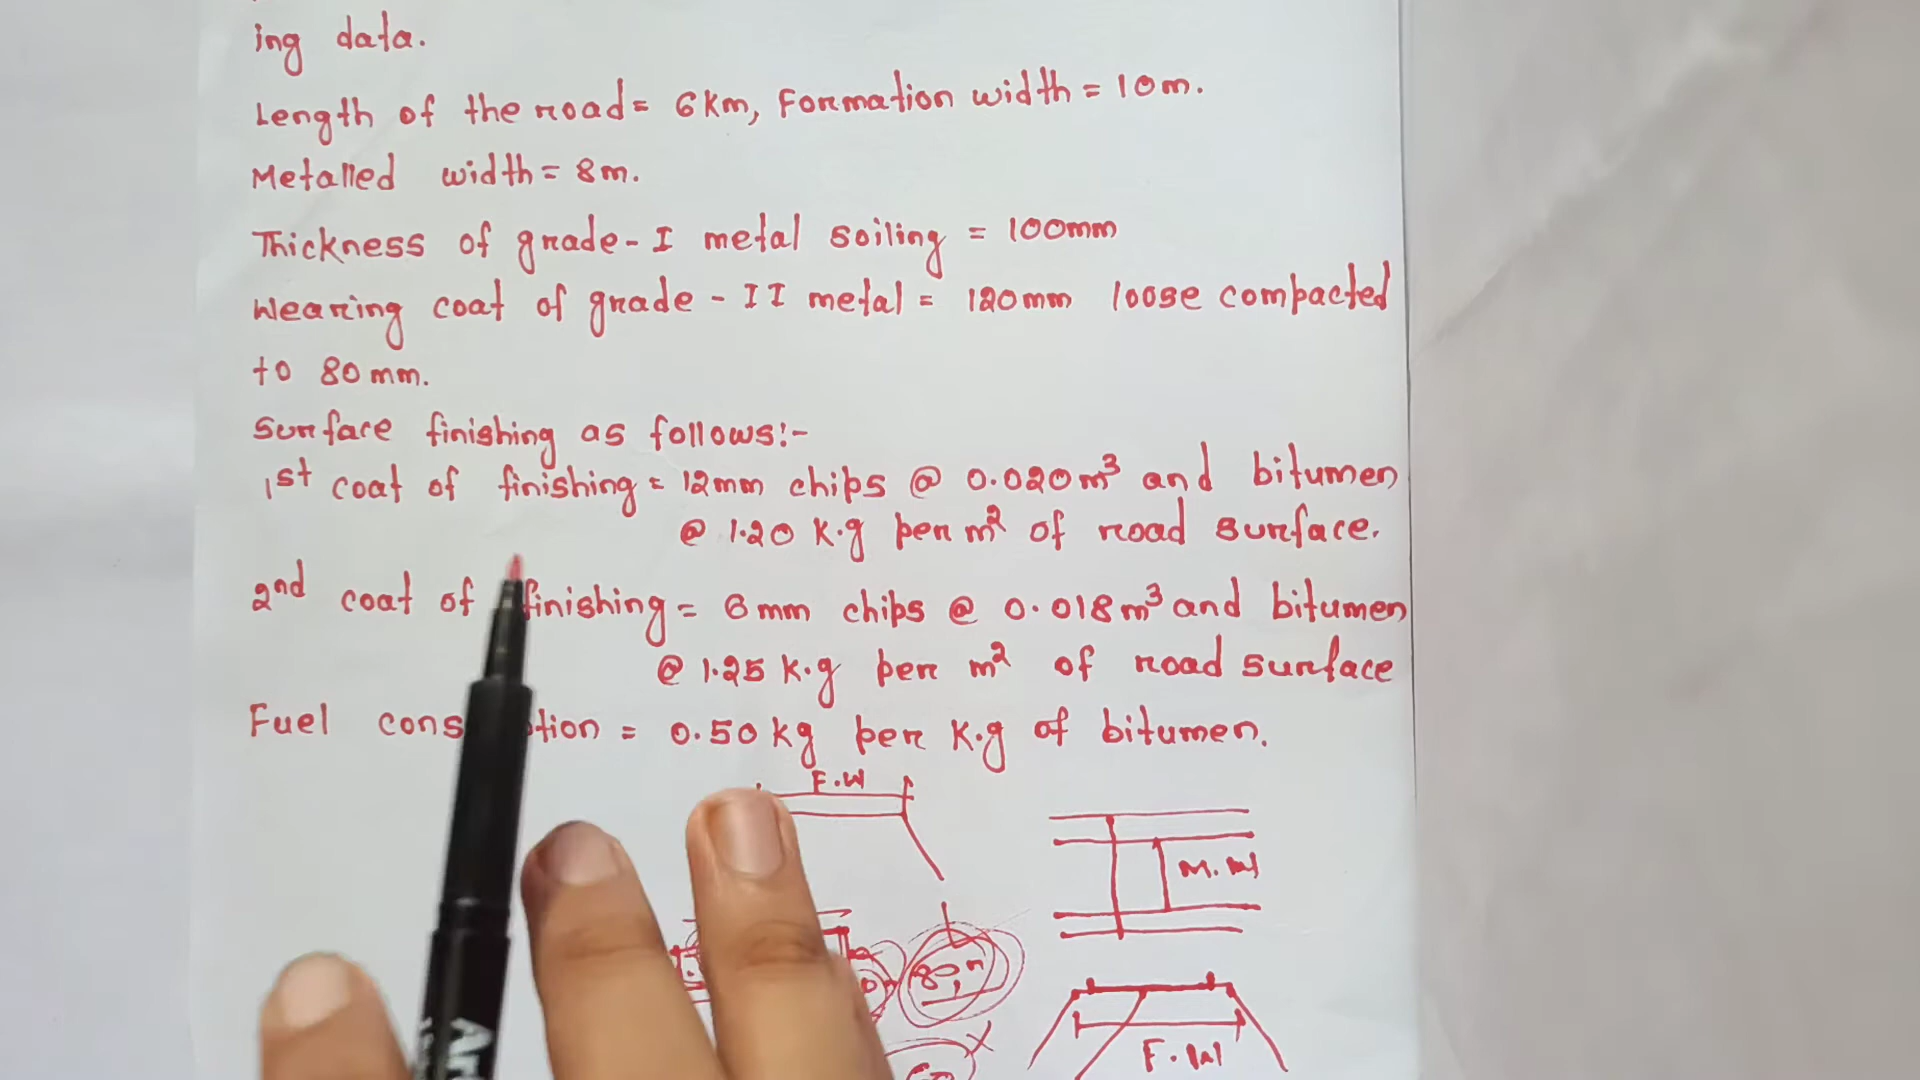 ing data.
Length of the road = 6km, Formation width = 10m.
Metalled width = 8m.
Thickness of grade-I metal soiling = 100mm
Wearing coat of grade - II metal = 120mm loose compacted
to 80mm.
Surface finishing as follows:-
1st coat of finishing = 12mm chips @ 0.020m³ and bitumen
@ 1.20 K.g per m² of road surface.
2nd coat of finishing = 6mm chips @ 0.018m³ and bitumen
@ 1.25 K.g per m² of road surface
Fuel cons tion = 0.50kg per K.g of bitumen.
F.W
M.W
80m
F.W